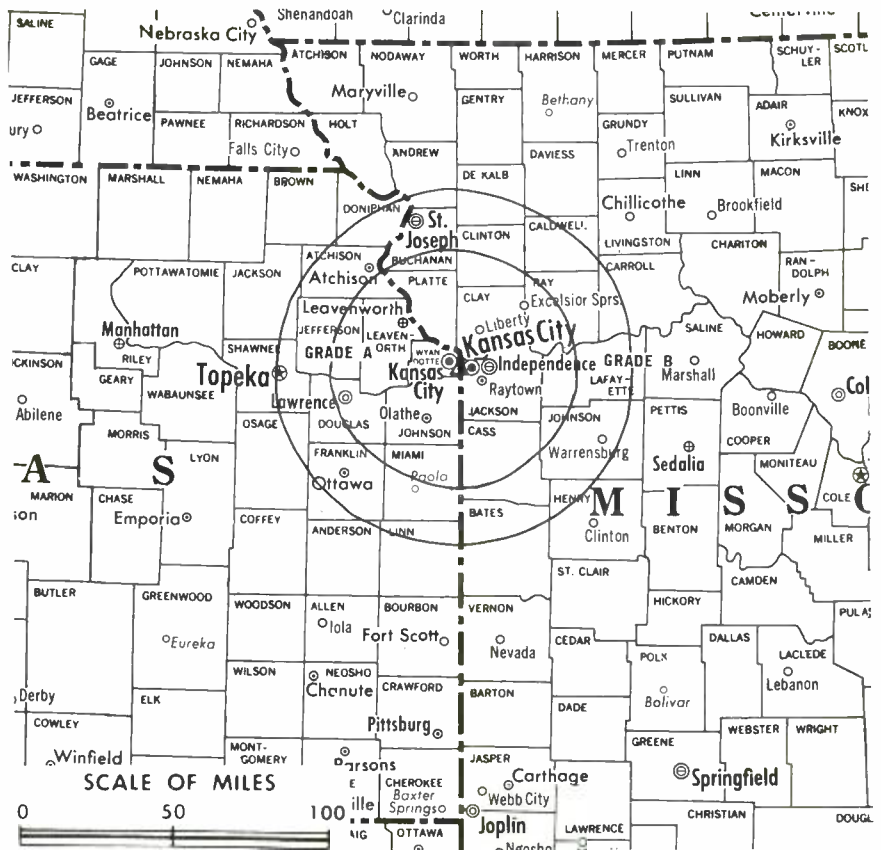 Shenandoah
Clarinda
SALINE
Nebraska City
ATCHISON
NODAWAY
WORTH
HARRISON
MERCER
PUTNAM
SCHUY-
LER
GAGE
JOHNSON
NEMAHA
Maryville
JEFFERSON
Beatrice
GENTRY
Bethany
SULLIVAN
ADAIR
KNOX
ury
PAWNEE
RICHARDSON
HOLT
GRUNDY
Kirksville
Falls City
ANDREW
DAVIESS
Trenton
WASHINGTON
MARSHALL
NEMAHA
BROWN
DE KALB
LINN
MACON
DONIPHAN
St.
Joseph
Chillicothe
Brookfield
CLINTON
CALDWELL
LIVINGSTON
CHARITON
CLAY
POTTAWATOMIE
JACKSON
ATCHISON
Atchison
BUCHANAN
PLATTE
CARROLL
RAN-
DOLPH
CLAY
RAY
Excelsior Sprs.
Moberly
Leavenworth
JEFFERSON
LEAVEN-
ORTH
Liberty
SALINE
HOWARD
Manhattan
RILEY
SHAWNEE
GRADE A
WYAN
DOTTE
Kansas City
BOONE
CKINSON
GEARY
Topeka
Kansas
City
Independence
GRADE B
Marshall
Raytown
LAFAY-
ETTE
Abilene
WABAUNSEE
Lawrence
Olathe
JACKSON
PETTIS
Boonville
Col
MORRIS
OSAGE
DOUGLAS
JOHNSON
CASS
JOHNSON
COOPER
A
S
LYON
FRANKLIN
MIAMI
Warrensburg
Sedalia
MONITEAU
Ottawa
Paola
MARION
CHASE
HENRY
MISSO
COLE
son
Emporia
COFFEY
BATES
Clinton
BENTON
MORGAN
ANDERSON
LINN
MILLER
ST. CLAIR
CAMDEN
BUTLER
GREENWOOD
WOODSON
ALLEN
BOURBON
VERNON
HICKORY
PULA
Iola
Fort Scott
CEDAR
DALLAS
Eureka
Nevada
POLK
LACLEDE
WILSON
NEOSHO
Lebanon
Derby
ELK
Chanute
CRAWFORD
BARTON
Bolivar
DADE
COWLEY
Pittsburg
WEBSTER
WRIGHT
Winfield
MONT-
GOMERY
GREENE
Parsons
JASPER
SCALE OF MILES
CHEROKEE
Carthage
Springfield
Baxter
Springs
Webb City
0
50
100
ille
CHRISTIAN
DOUGL
Joplin
OTTAWA
LAWRENCE